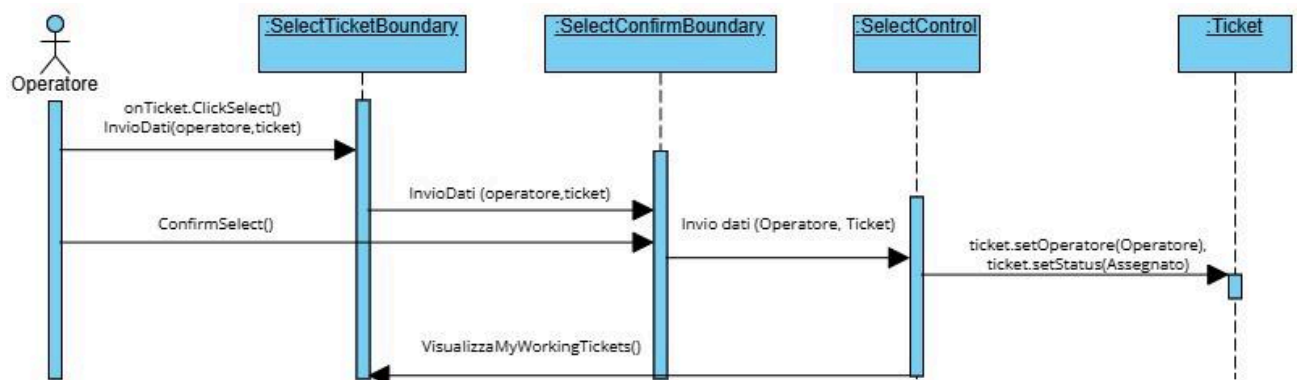 :SelectTicketBoundary
:SelectConfirmBoundary
:SelectControl
:Ticket
Operatore
onTicket.ClickSelect()
InvioDati(operatore,ticket)
InvioDati (operatore,ticket)
ConfirmSelect()
Invio dati (Operatore, Ticket)
ticket.setOperatore(Operatore),
ticket.setStatus(Assegnato)
VisualizzaMyWorkingTickets()